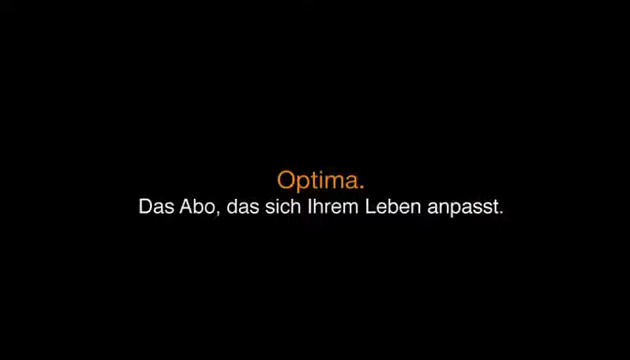 Optima.
Das Abo, das sich Ihrem Leben anpasst.